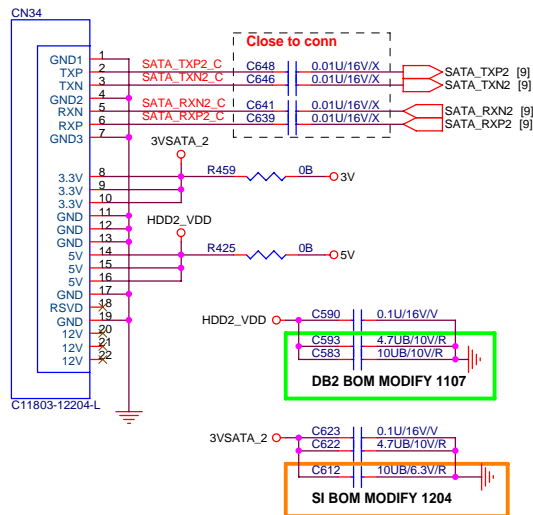 CN34
Close to conn
GND1 1
TXP 2 SATA_TXP2_C C648 0.01U/16V/X SATA_TXP2 [9]
TXN 3 SATA_TXN2_C C646 0.01U/16V/X SATA_TXN2 [9]
GND2 4
RXN 5 SATA_RXN2_C C641 0.01U/16V/X SATA_RXN2 [9]
RXP 6 SATA_RXP2_C C639 0.01U/16V/X SATA_RXP2 [9]
GND3 7
3VSATA_2
3.3V 8 R459 0B 3V
3.3V 9
3.3V 10
GND 11
GND 12
GND 13
HDD2_VDD
5V 14 R425 0B 5V
5V 15
5V 16
GND 17
RSVD 18
GND 19
12V 20
12V 21
12V 22
C11803-12204-L
HDD2_VDD C590 0.1U/16V/V
C593 4.7UB/10V/R
C583 10UB/10V/R
DB2 BOM MODIFY 1107
3VSATA_2 C623 0.1U/16V/V
C622 4.7UB/10V/R
C612 10UB/6.3V/R
SI BOM MODIFY 1204